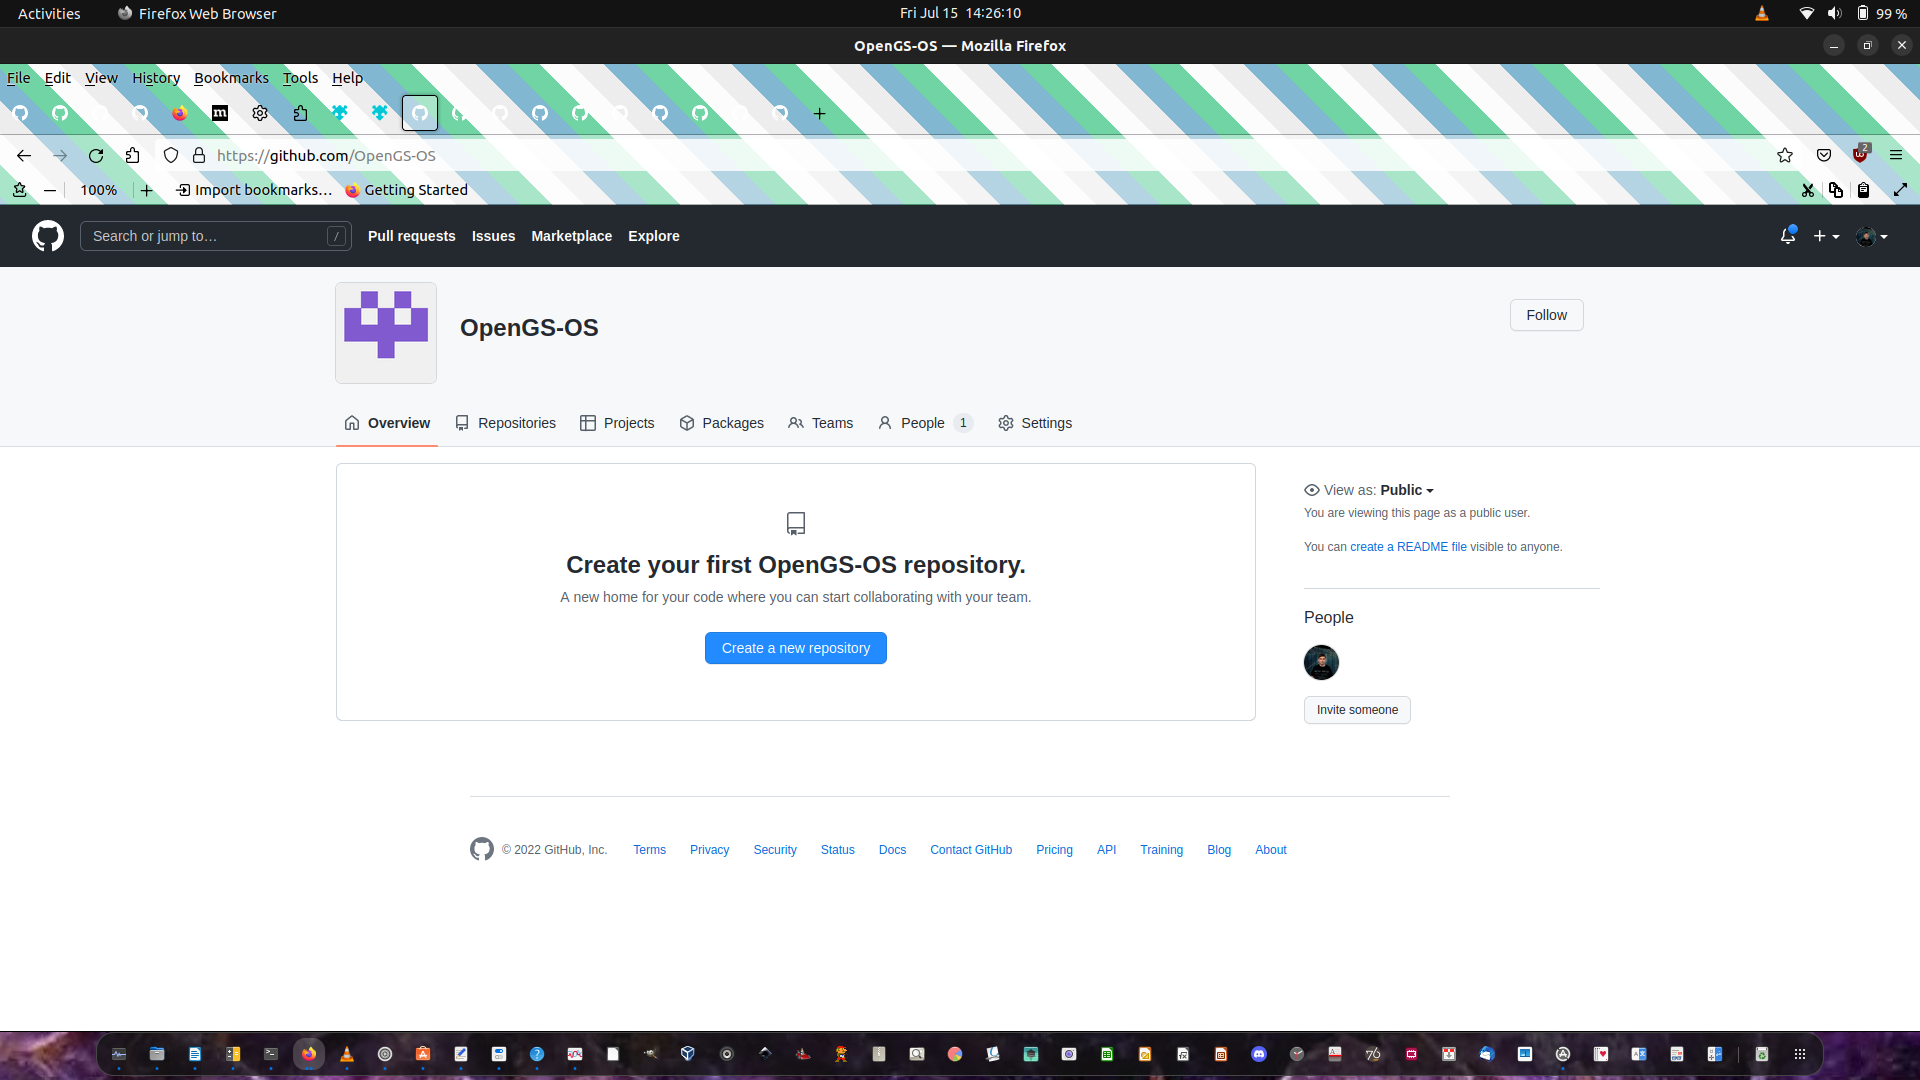 Activities
Firefox Web Browser
Fri Jul 15 14:26:10
99 %
OpenGS-OS — Mozilla Firefox
File Edit View History Bookmarks Tools Help
https://github.com/OpenGS-OS
2
100%
Import bookmarks…
Getting Started
Search or jump to…
/
Pull requests
Issues
Marketplace
Explore
OpenGS-OS
Follow
Overview
Repositories
Projects
Packages
Teams
People 1
Settings
Create your first OpenGS-OS repository.
A new home for your code where you can start collaborating with your team.
Create a new repository
View as: Public
You are viewing this page as a public user.
You can create a README file visible to anyone.
People
Invite someone
© 2022 GitHub, Inc.
Terms
Privacy
Security
Status
Docs
Contact GitHub
Pricing
API
Training
Blog
About